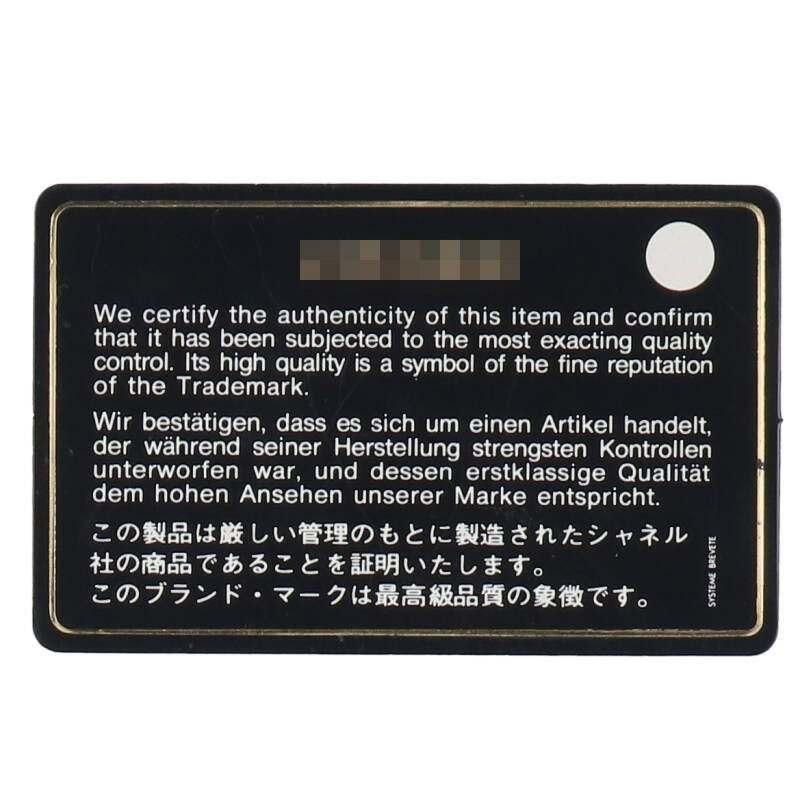 We certify the authenticity of this item and confirm
that it has been subjected to the most exacting quality
control. Its high quality is a symbol of the fine reputation
of the Trademark.
Wir bestätigen, dass es sich um einen Artikel handelt,
der während seiner Herstellung strengsten Kontrollen
unterworfen war, und dessen erstklassige Qualität
dem hohen Ansehen unserer Marke entspricht.
この製品は厳しい管理のもとに製造されたシャネル
社の商品であることを証明いたします。
このブランド・マークは最高級品質の象徴です。
SYSTEME BREVETE